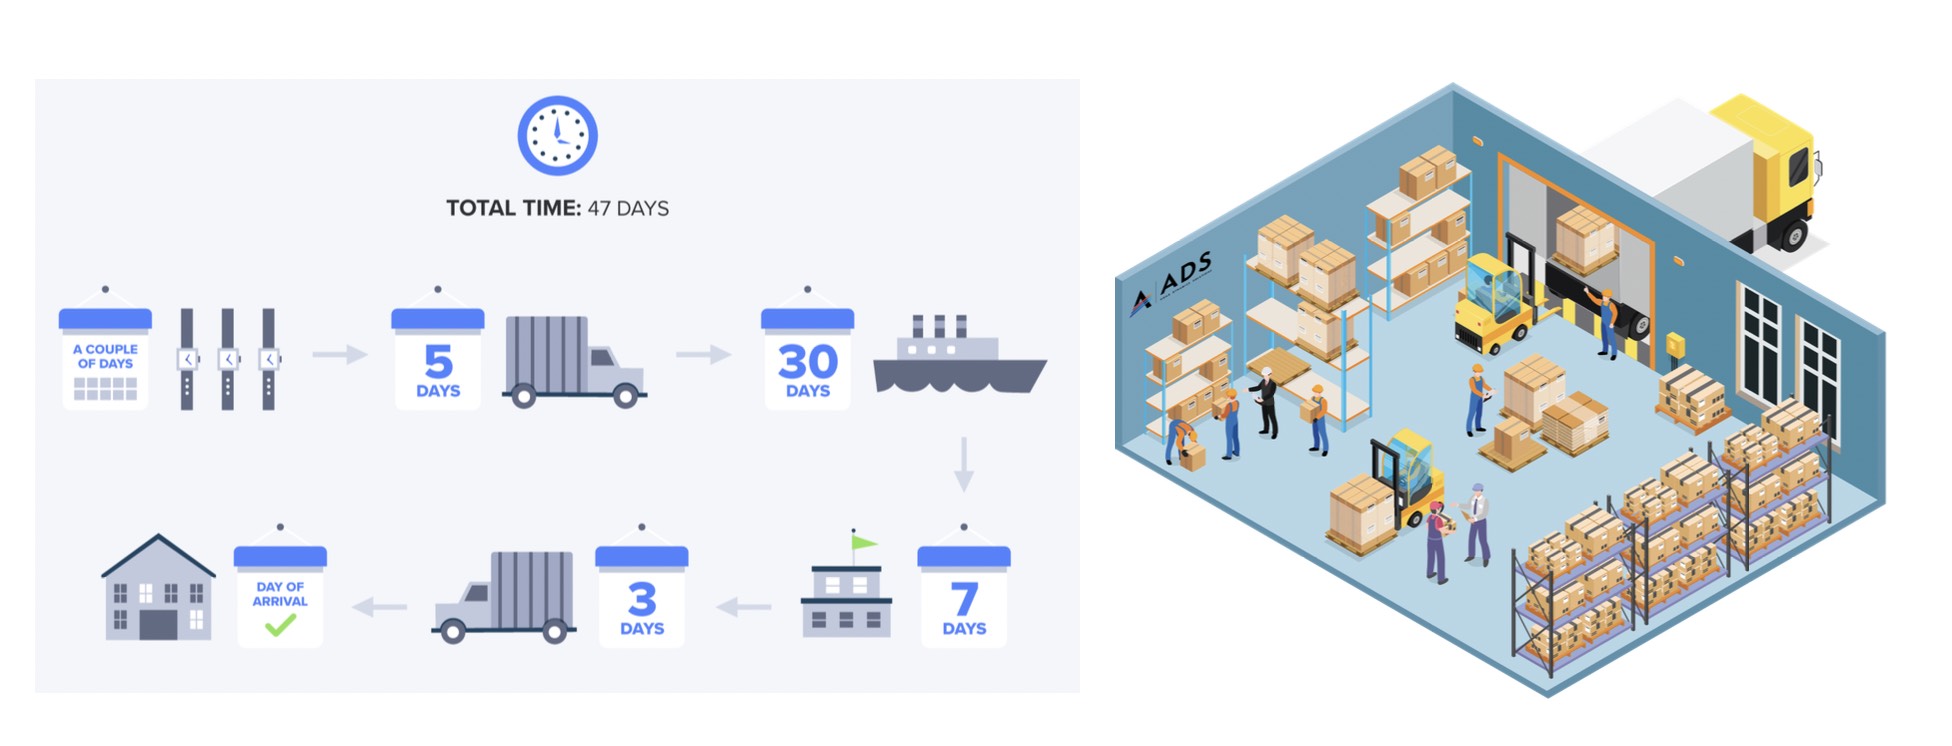 TOTAL TIME: 47 DAYS
A COUPLE
OF DAYS
5
DAYS
30
DAYS
7
DAYS
3
DAYS
DAY OF
ARRIVAL
ADS